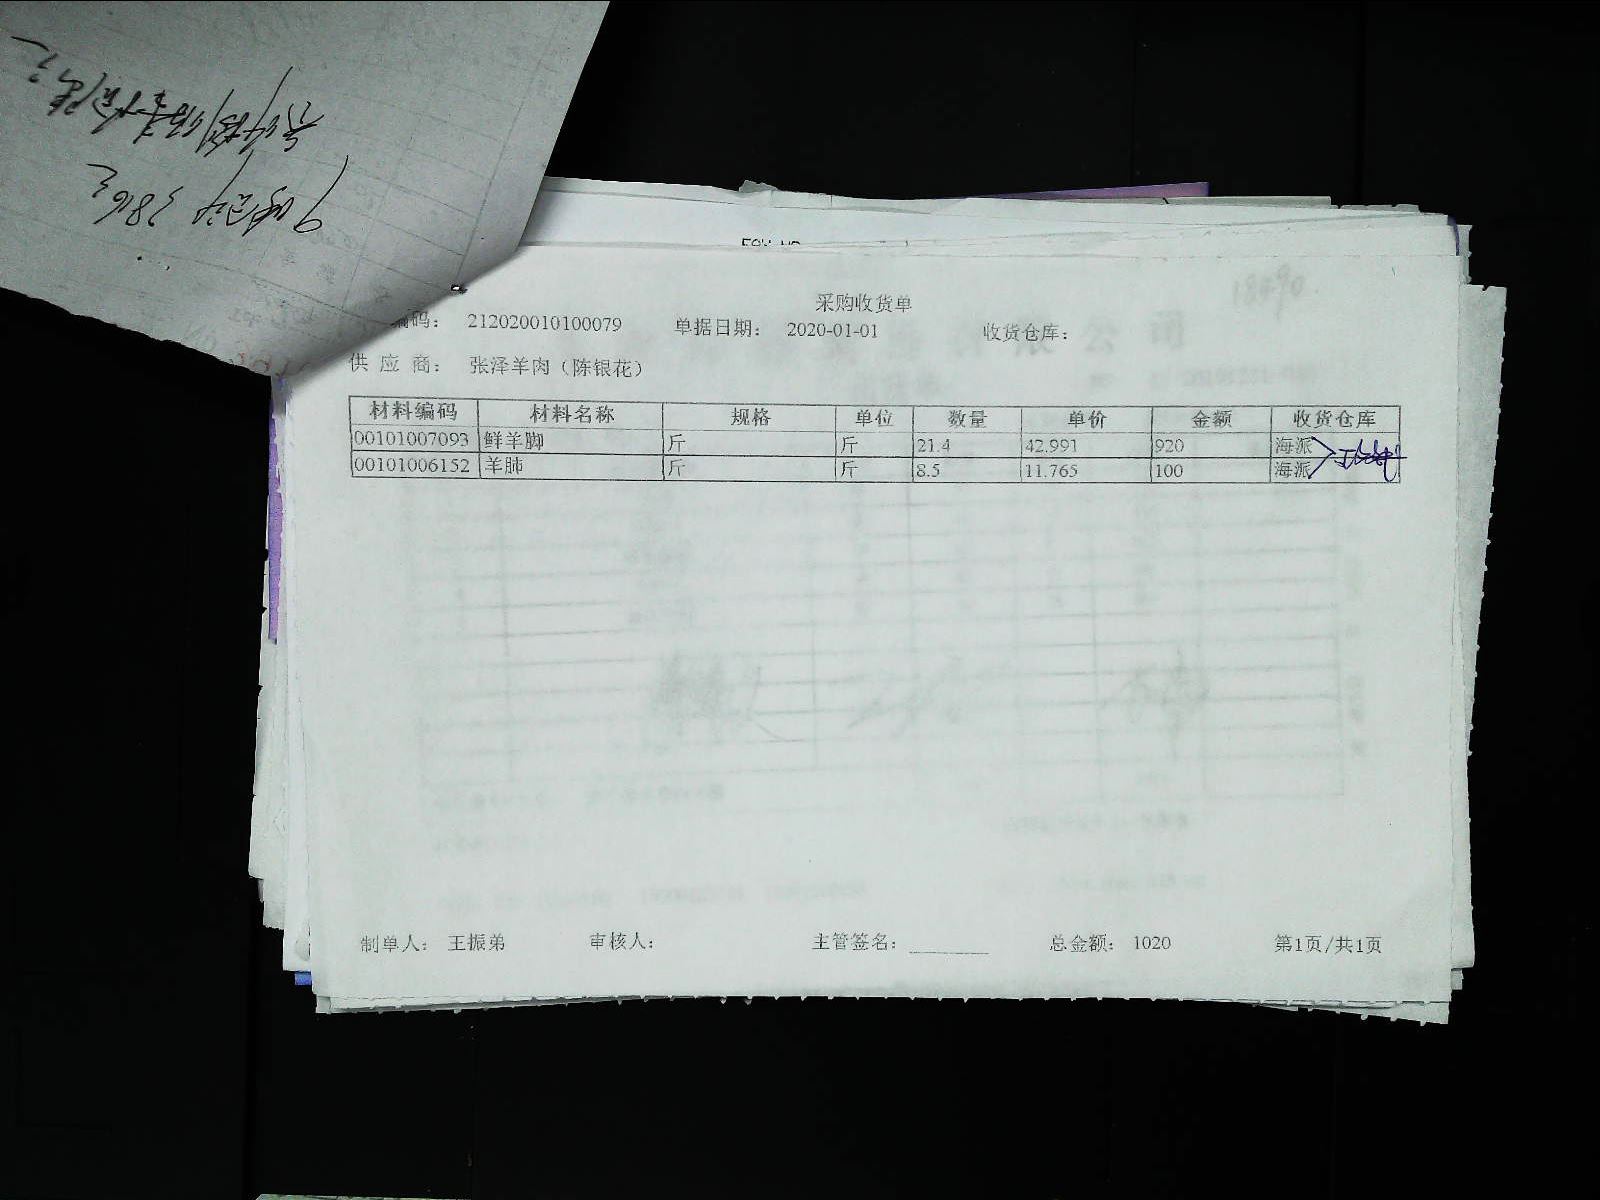 采购收货单
编码： 212020010100079 单据日期： 2020-01-01 收货仓库：
供 应 商： 张泽羊肉（陈银花）
材料编码 材料名称 规格 单位 数量 单价 金额 收货仓库
00101007093 鲜羊脚 斤 斤 21.4 42.991 920 海派
00101006152 羊肺 斤 斤 8.5 11.765 100 海派
制单人： 王振弟 审核人： 主管签名： 总金额： 1020 第1页/共1页